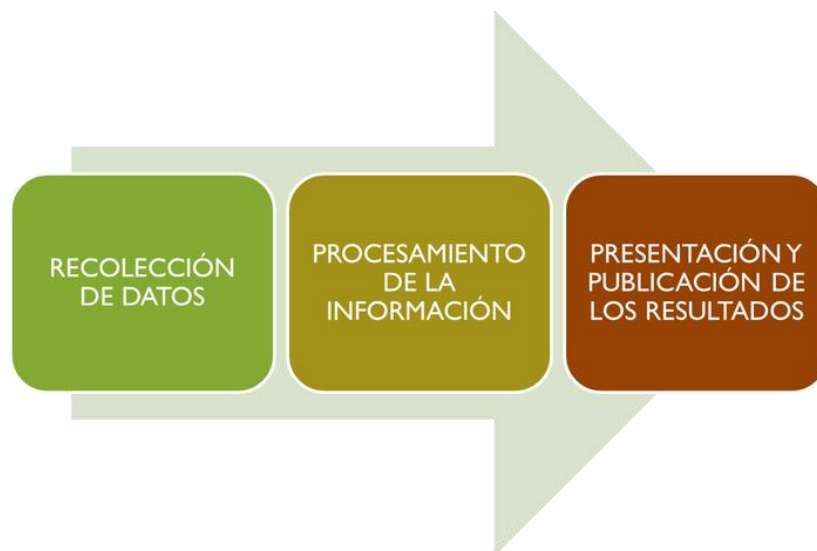 RECOLECCIÓN
DE DATOS
PROCESAMIENTO
DE LA
INFORMACIÓN
PRESENTACIÓN Y
PUBLICACIÓN DE
LOS RESULTADOS